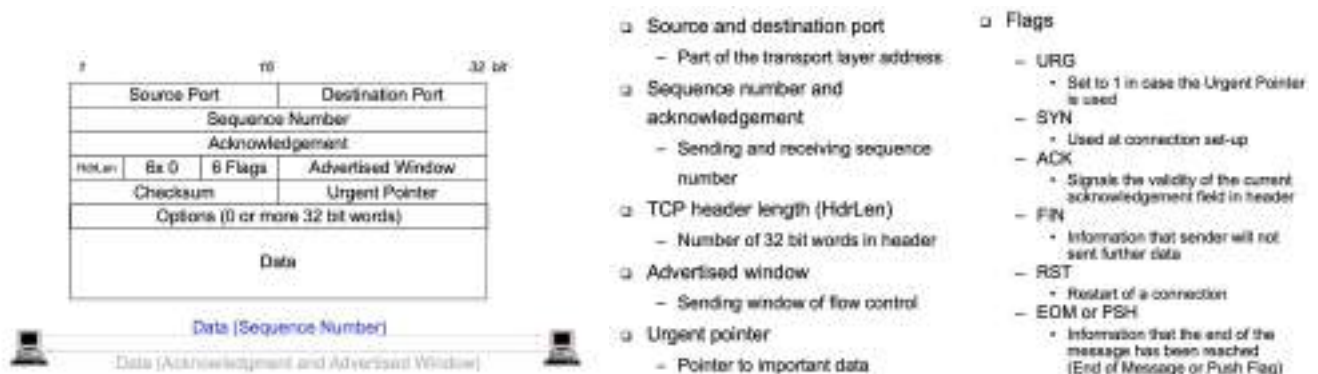 1 16 32 bit
Source Port Destination Port
Sequence Number
Acknowledgement
HdrLen 6x 0 6 Flags Advertised Window
Checksum Urgent Pointer
Options (0 or more 32 bit words)
Data
Data (Sequence Number)
Data (Acknowledgment and Advertised Window)
Source and destination port
– Part of the transport layer address
Sequence number and
acknowledgement
– Sending and receiving sequence
number
TCP header length (HdrLen)
– Number of 32 bit words in header
Advertised window
– Sending window of flow control
Urgent pointer
– Pointer to important data
Flags
– URG
• Set to 1 in case the Urgent Pointer
is used
– SYN
• Used at connection set-up
– ACK
• Signals the validity of the current
acknowledgement field in header
– FIN
• Information that sender will not
sent further data
– RST
• Restart of a connection
– EOM or PSH
• Information that the end of the
message has been reached
(End of Message or Push Flag)